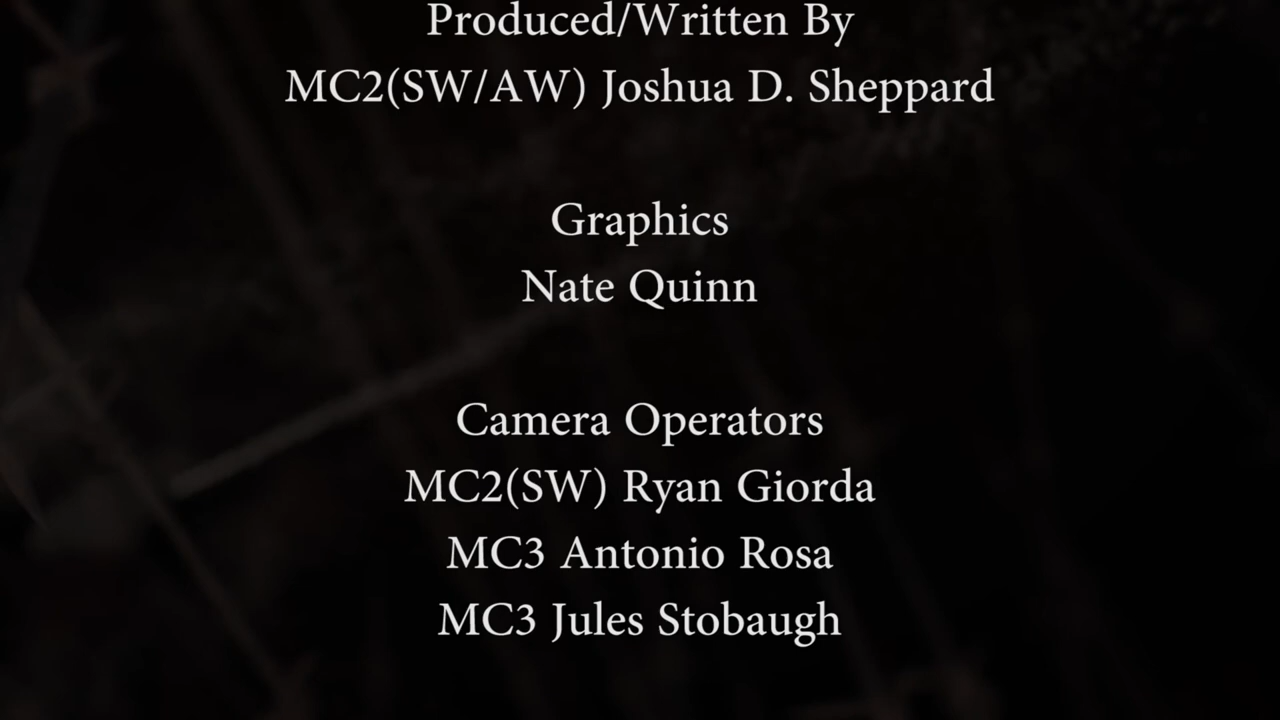 Produced/Written By
MC2(SW/AW) Joshua D. Sheppard
Graphics
Nate Quinn
Camera Operators
MC2(SW) Ryan Giorda
MC3 Antonio Rosa
MC3 Jules Stobaugh